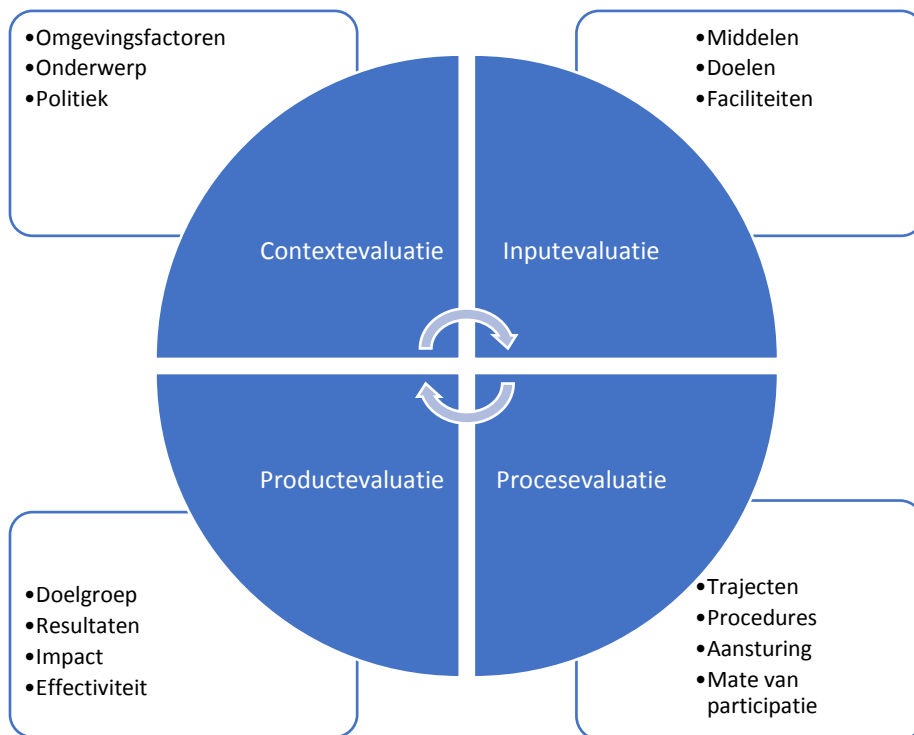 •Omgevingsfactoren
•Onderwerp
•Politiek
•Middelen
•Doelen
•Faciliteiten
Contextevaluatie
Inputevaluatie
Productevaluatie
Procesevaluatie
•Doelgroep
•Resultaten
•Impact
•Effectiviteit
•Trajecten
•Procedures
•Aansturing
•Mate van
participatie